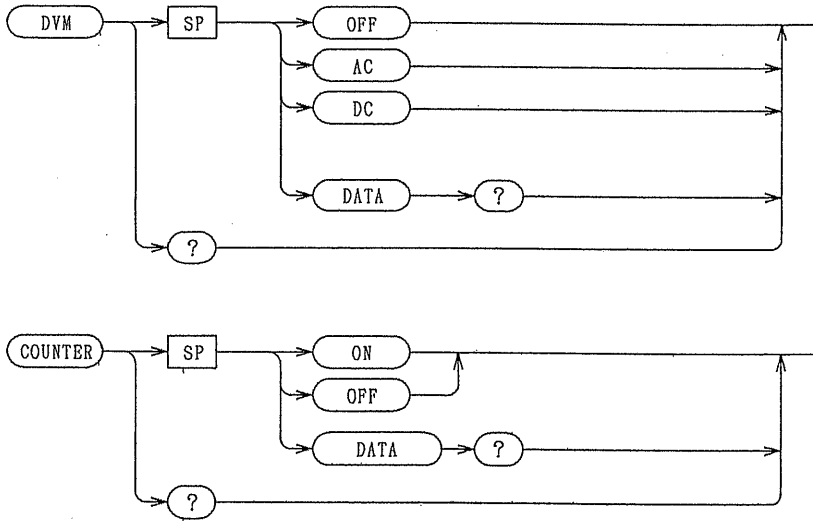 DVM SP OFF
AC
DC
DATA ?
?
COUNTER SP ON
OFF
DATA ?
?